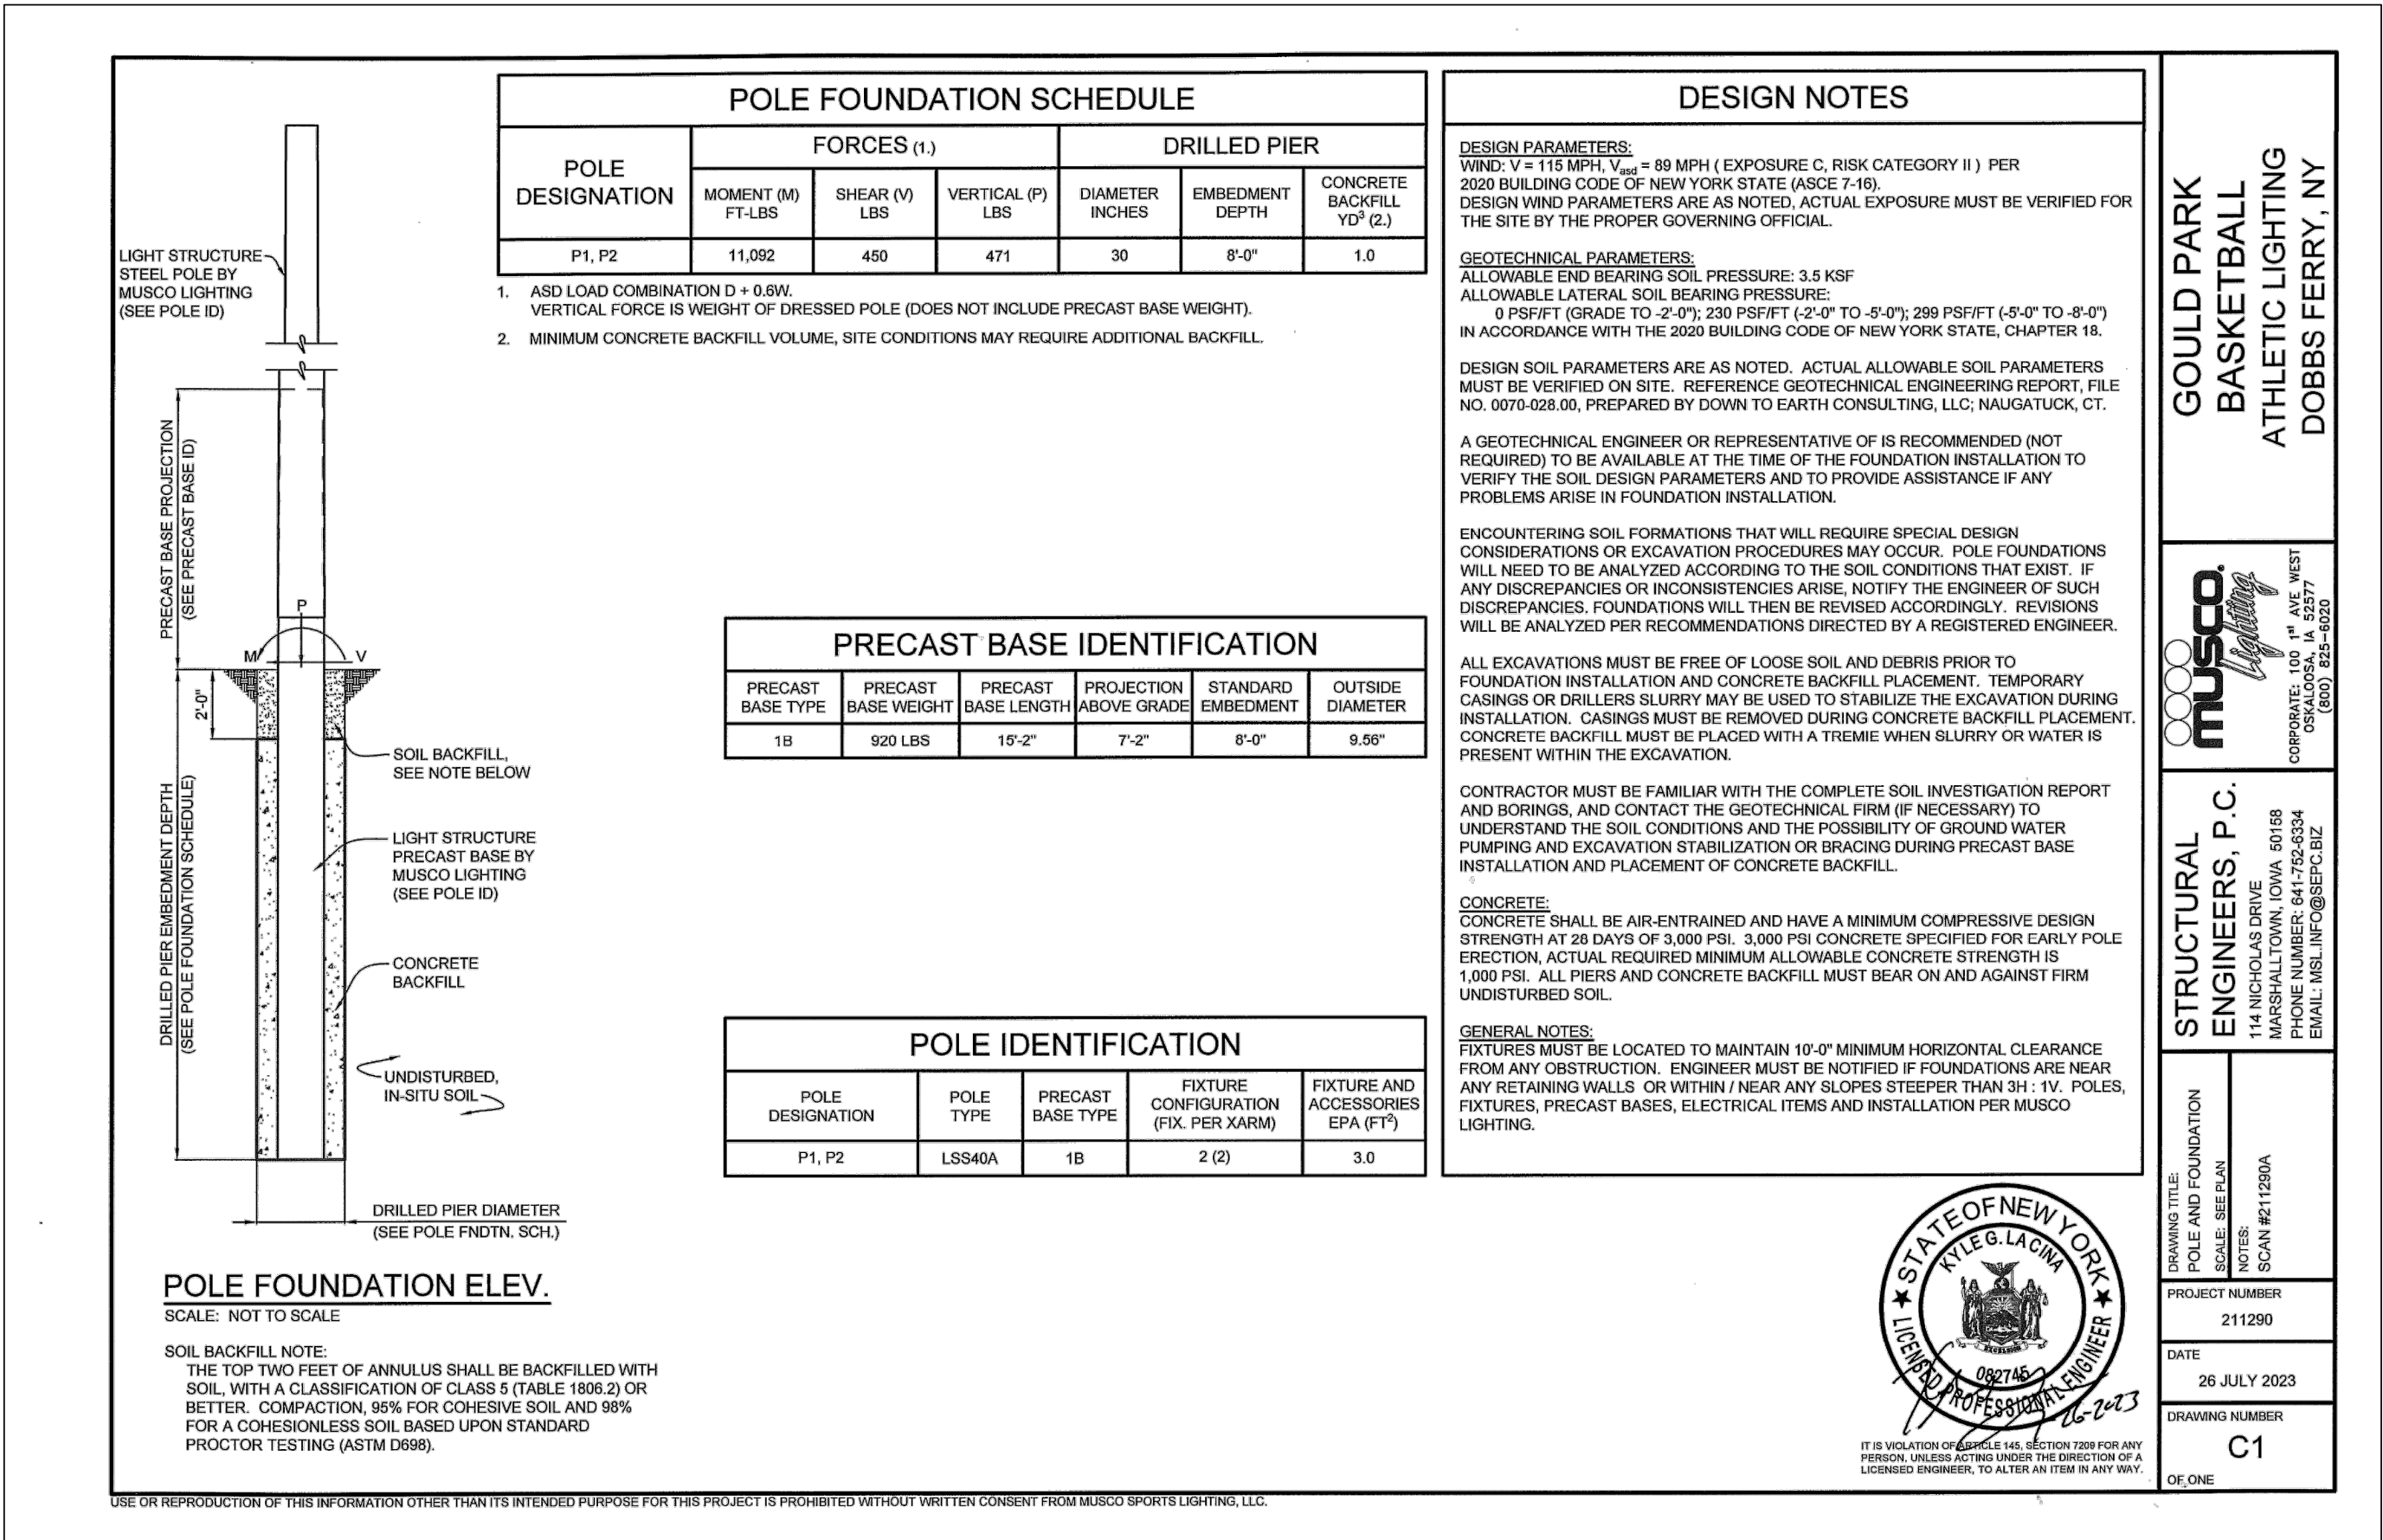 LIGHT STRUCTURE
STEEL POLE BY
MUSCO LIGHTING
(SEE POLE ID)
PRECAST BASE PROJECTION
(SEE PRECAST BASE ID)
P
M
V
2'-0"
SOIL BACKFILL,
SEE NOTE BELOW
DRILLED PIER EMBEDMENT DEPTH
(SEE POLE FOUNDATION SCHEDULE)
LIGHT STRUCTURE
PRECAST BASE BY
MUSCO LIGHTING
(SEE POLE ID)
CONCRETE
BACKFILL
UNDISTURBED,
IN-SITU SOIL
DRILLED PIER DIAMETER
(SEE POLE FNDTN. SCH.)
POLE FOUNDATION ELEV.
SCALE: NOT TO SCALE
SOIL BACKFILL NOTE:
THE TOP TWO FEET OF ANNULUS SHALL BE BACKFILLED WITH
SOIL, WITH A CLASSIFICATION OF CLASS 5 (TABLE 1806.2) OR
BETTER. COMPACTION, 95% FOR COHESIVE SOIL AND 98%
FOR A COHESIONLESS SOIL BASED UPON STANDARD
PROCTOR TESTING (ASTM D698).
POLE FOUNDATION SCHEDULE
POLE
DESIGNATION
FORCES (1.)
DRILLED PIER
MOMENT (M)
FT-LBS
SHEAR (V)
LBS
VERTICAL (P)
LBS
DIAMETER
INCHES
EMBEDMENT
DEPTH
CONCRETE
BACKFILL
YD³ (2.)
P1, P2 11,092 450 471 30 8'-0" 1.0
1. ASD LOAD COMBINATION D + 0.6W.
VERTICAL FORCE IS WEIGHT OF DRESSED POLE (DOES NOT INCLUDE PRECAST BASE WEIGHT).
2. MINIMUM CONCRETE BACKFILL VOLUME, SITE CONDITIONS MAY REQUIRE ADDITIONAL BACKFILL.
PRECAST BASE IDENTIFICATION
PRECAST
BASE TYPE
PRECAST
BASE WEIGHT
PRECAST
BASE LENGTH
PROJECTION
ABOVE GRADE
STANDARD
EMBEDMENT
OUTSIDE
DIAMETER
1B 920 LBS 15'-2" 7'-2" 8'-0" 9.56"
POLE IDENTIFICATION
POLE
DESIGNATION
POLE
TYPE
PRECAST
BASE TYPE
FIXTURE
CONFIGURATION
(FIX. PER XARM)
FIXTURE AND
ACCESSORIES
EPA (FT²)
P1, P2 LSS40A 1B 2 (2) 3.0
DESIGN NOTES
DESIGN PARAMETERS:
WIND: V = 115 MPH, Vasd = 89 MPH ( EXPOSURE C, RISK CATEGORY II ) PER
2020 BUILDING CODE OF NEW YORK STATE (ASCE 7-16).
DESIGN WIND PARAMETERS ARE AS NOTED, ACTUAL EXPOSURE MUST BE VERIFIED FOR
THE SITE BY THE PROPER GOVERNING OFFICIAL.
GEOTECHNICAL PARAMETERS:
ALLOWABLE END BEARING SOIL PRESSURE: 3.5 KSF
ALLOWABLE LATERAL SOIL BEARING PRESSURE:
0 PSF/FT (GRADE TO -2'-0"); 230 PSF/FT (-2'-0" TO -5'-0"); 299 PSF/FT (-5'-0" TO -8'-0")
IN ACCORDANCE WITH THE 2020 BUILDING CODE OF NEW YORK STATE, CHAPTER 18.
DESIGN SOIL PARAMETERS ARE AS NOTED. ACTUAL ALLOWABLE SOIL PARAMETERS
MUST BE VERIFIED ON SITE. REFERENCE GEOTECHNICAL ENGINEERING REPORT, FILE
NO. 0070-028.00, PREPARED BY DOWN TO EARTH CONSULTING, LLC; NAUGATUCK, CT.
A GEOTECHNICAL ENGINEER OR REPRESENTATIVE OF IS RECOMMENDED (NOT
REQUIRED) TO BE AVAILABLE AT THE TIME OF THE FOUNDATION INSTALLATION TO
VERIFY THE SOIL DESIGN PARAMETERS AND TO PROVIDE ASSISTANCE IF ANY
PROBLEMS ARISE IN FOUNDATION INSTALLATION.
ENCOUNTERING SOIL FORMATIONS THAT WILL REQUIRE SPECIAL DESIGN
CONSIDERATIONS OR EXCAVATION PROCEDURES MAY OCCUR. POLE FOUNDATIONS
WILL NEED TO BE ANALYZED ACCORDING TO THE SOIL CONDITIONS THAT EXIST. IF
ANY DISCREPANCIES OR INCONSISTENCIES ARISE, NOTIFY THE ENGINEER OF SUCH
DISCREPANCIES. FOUNDATIONS WILL THEN BE REVISED ACCORDINGLY. REVISIONS
WILL BE ANALYZED PER RECOMMENDATIONS DIRECTED BY A REGISTERED ENGINEER.
ALL EXCAVATIONS MUST BE FREE OF LOOSE SOIL AND DEBRIS PRIOR TO
FOUNDATION INSTALLATION AND CONCRETE BACKFILL PLACEMENT. TEMPORARY
CASINGS OR DRILLERS SLURRY MAY BE USED TO STABILIZE THE EXCAVATION DURING
INSTALLATION. CASINGS MUST BE REMOVED DURING CONCRETE BACKFILL PLACEMENT.
CONCRETE BACKFILL MUST BE PLACED WITH A TREMIE WHEN SLURRY OR WATER IS
PRESENT WITHIN THE EXCAVATION.
CONTRACTOR MUST BE FAMILIAR WITH THE COMPLETE SOIL INVESTIGATION REPORT
AND BORINGS, AND CONTACT THE GEOTECHNICAL FIRM (IF NECESSARY) TO
UNDERSTAND THE SOIL CONDITIONS AND THE POSSIBILITY OF GROUND WATER
PUMPING AND EXCAVATION STABILIZATION OR BRACING DURING PRECAST BASE
INSTALLATION AND PLACEMENT OF CONCRETE BACKFILL.
CONCRETE:
CONCRETE SHALL BE AIR-ENTRAINED AND HAVE A MINIMUM COMPRESSIVE DESIGN
STRENGTH AT 28 DAYS OF 3,000 PSI. 3,000 PSI CONCRETE SPECIFIED FOR EARLY POLE
ERECTION, ACTUAL REQUIRED MINIMUM ALLOWABLE CONCRETE STRENGTH IS
1,000 PSI. ALL PIERS AND CONCRETE BACKFILL MUST BEAR ON AND AGAINST FIRM
UNDISTURBED SOIL.
GENERAL NOTES:
FIXTURES MUST BE LOCATED TO MAINTAIN 10'-0" MINIMUM HORIZONTAL CLEARANCE
FROM ANY OBSTRUCTION. ENGINEER MUST BE NOTIFIED IF FOUNDATIONS ARE NEAR
ANY RETAINING WALLS OR WITHIN / NEAR ANY SLOPES STEEPER THAN 3H : 1V. POLES,
FIXTURES, PRECAST BASES, ELECTRICAL ITEMS AND INSTALLATION PER MUSCO
LIGHTING.
STATE OF NEW YORK
KYLE G. LACINA
EXCELSIOR
082745
LICENSED PROFESSIONAL ENGINEER
26-2023
IT IS VIOLATION OF ARTICLE 145, SECTION 7209 FOR ANY
PERSON, UNLESS ACTING UNDER THE DIRECTION OF A
LICENSED ENGINEER, TO ALTER AN ITEM IN ANY WAY.
GOULD PARK
BASKETBALL
ATHLETIC LIGHTING
DOBBS FERRY, NY
MUSCO®
Lighting
CORPORATE: 100 1st AVE WEST
OSKALOOSA, IA 52577
(800) 825-6020
STRUCTURAL
ENGINEERS, P.C.
114 NICHOLAS DRIVE
MARSHALLTOWN, IOWA 50158
PHONE NUMBER: 641-752-6334
EMAIL: MSL.INFO@SEPC.BIZ
DRAWING TITLE:
POLE AND FOUNDATION
SCALE: SEE PLAN
NOTES:
SCAN #211290A
PROJECT NUMBER
211290
DATE
26 JULY 2023
DRAWING NUMBER
C1
OF ONE
USE OR REPRODUCTION OF THIS INFORMATION OTHER THAN ITS INTENDED PURPOSE FOR THIS PROJECT IS PROHIBITED WITHOUT WRITTEN CONSENT FROM MUSCO SPORTS LIGHTING, LLC.